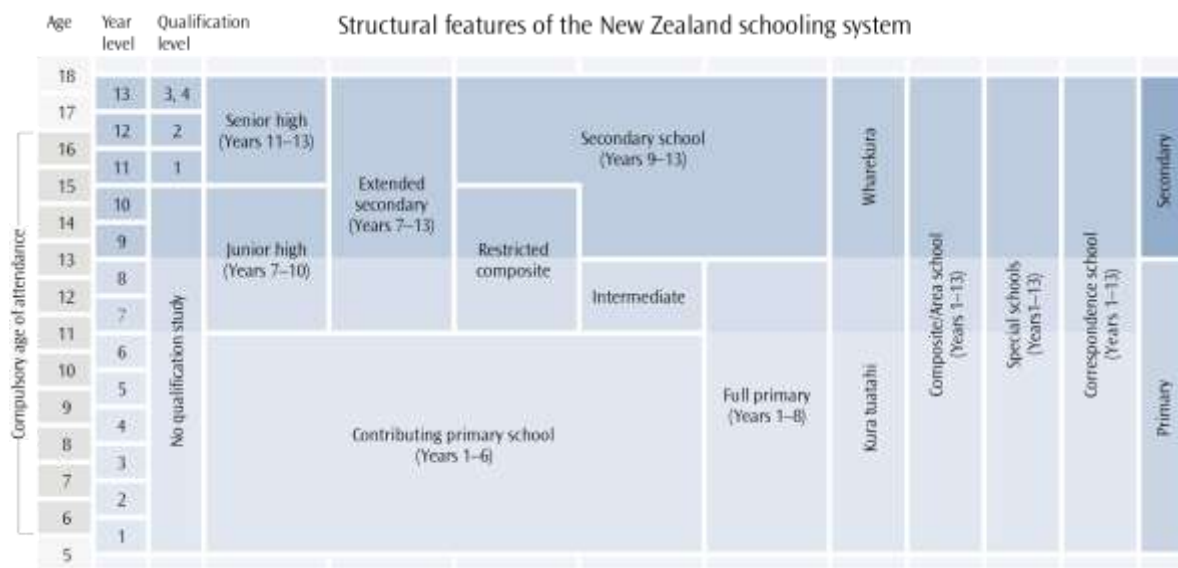 Structural features of the New Zealand schooling system
Age
Year
level
Qualification
level
Compulsory age of attendance
18
17
16
15
14
13
12
11
10
9
8
7
6
5
13
12
11
10
9
8
7
6
5
4
3
2
1
3, 4
2
1
No qualification study
Senior high
(Years 11–13)
Junior high
(Years 7–10)
Extended
secondary
(Years 7–13)
Secondary school
(Years 9–13)
Restricted
composite
Intermediate
Contributing primary school
(Years 1–6)
Full primary
(Years 1–8)
Wharekura
Kura tuatahi
Composite/Area school
(Years 1–13)
Special schools
(Years1–13)
Correspondence school
(Years 1–13)
Secondary
Primary